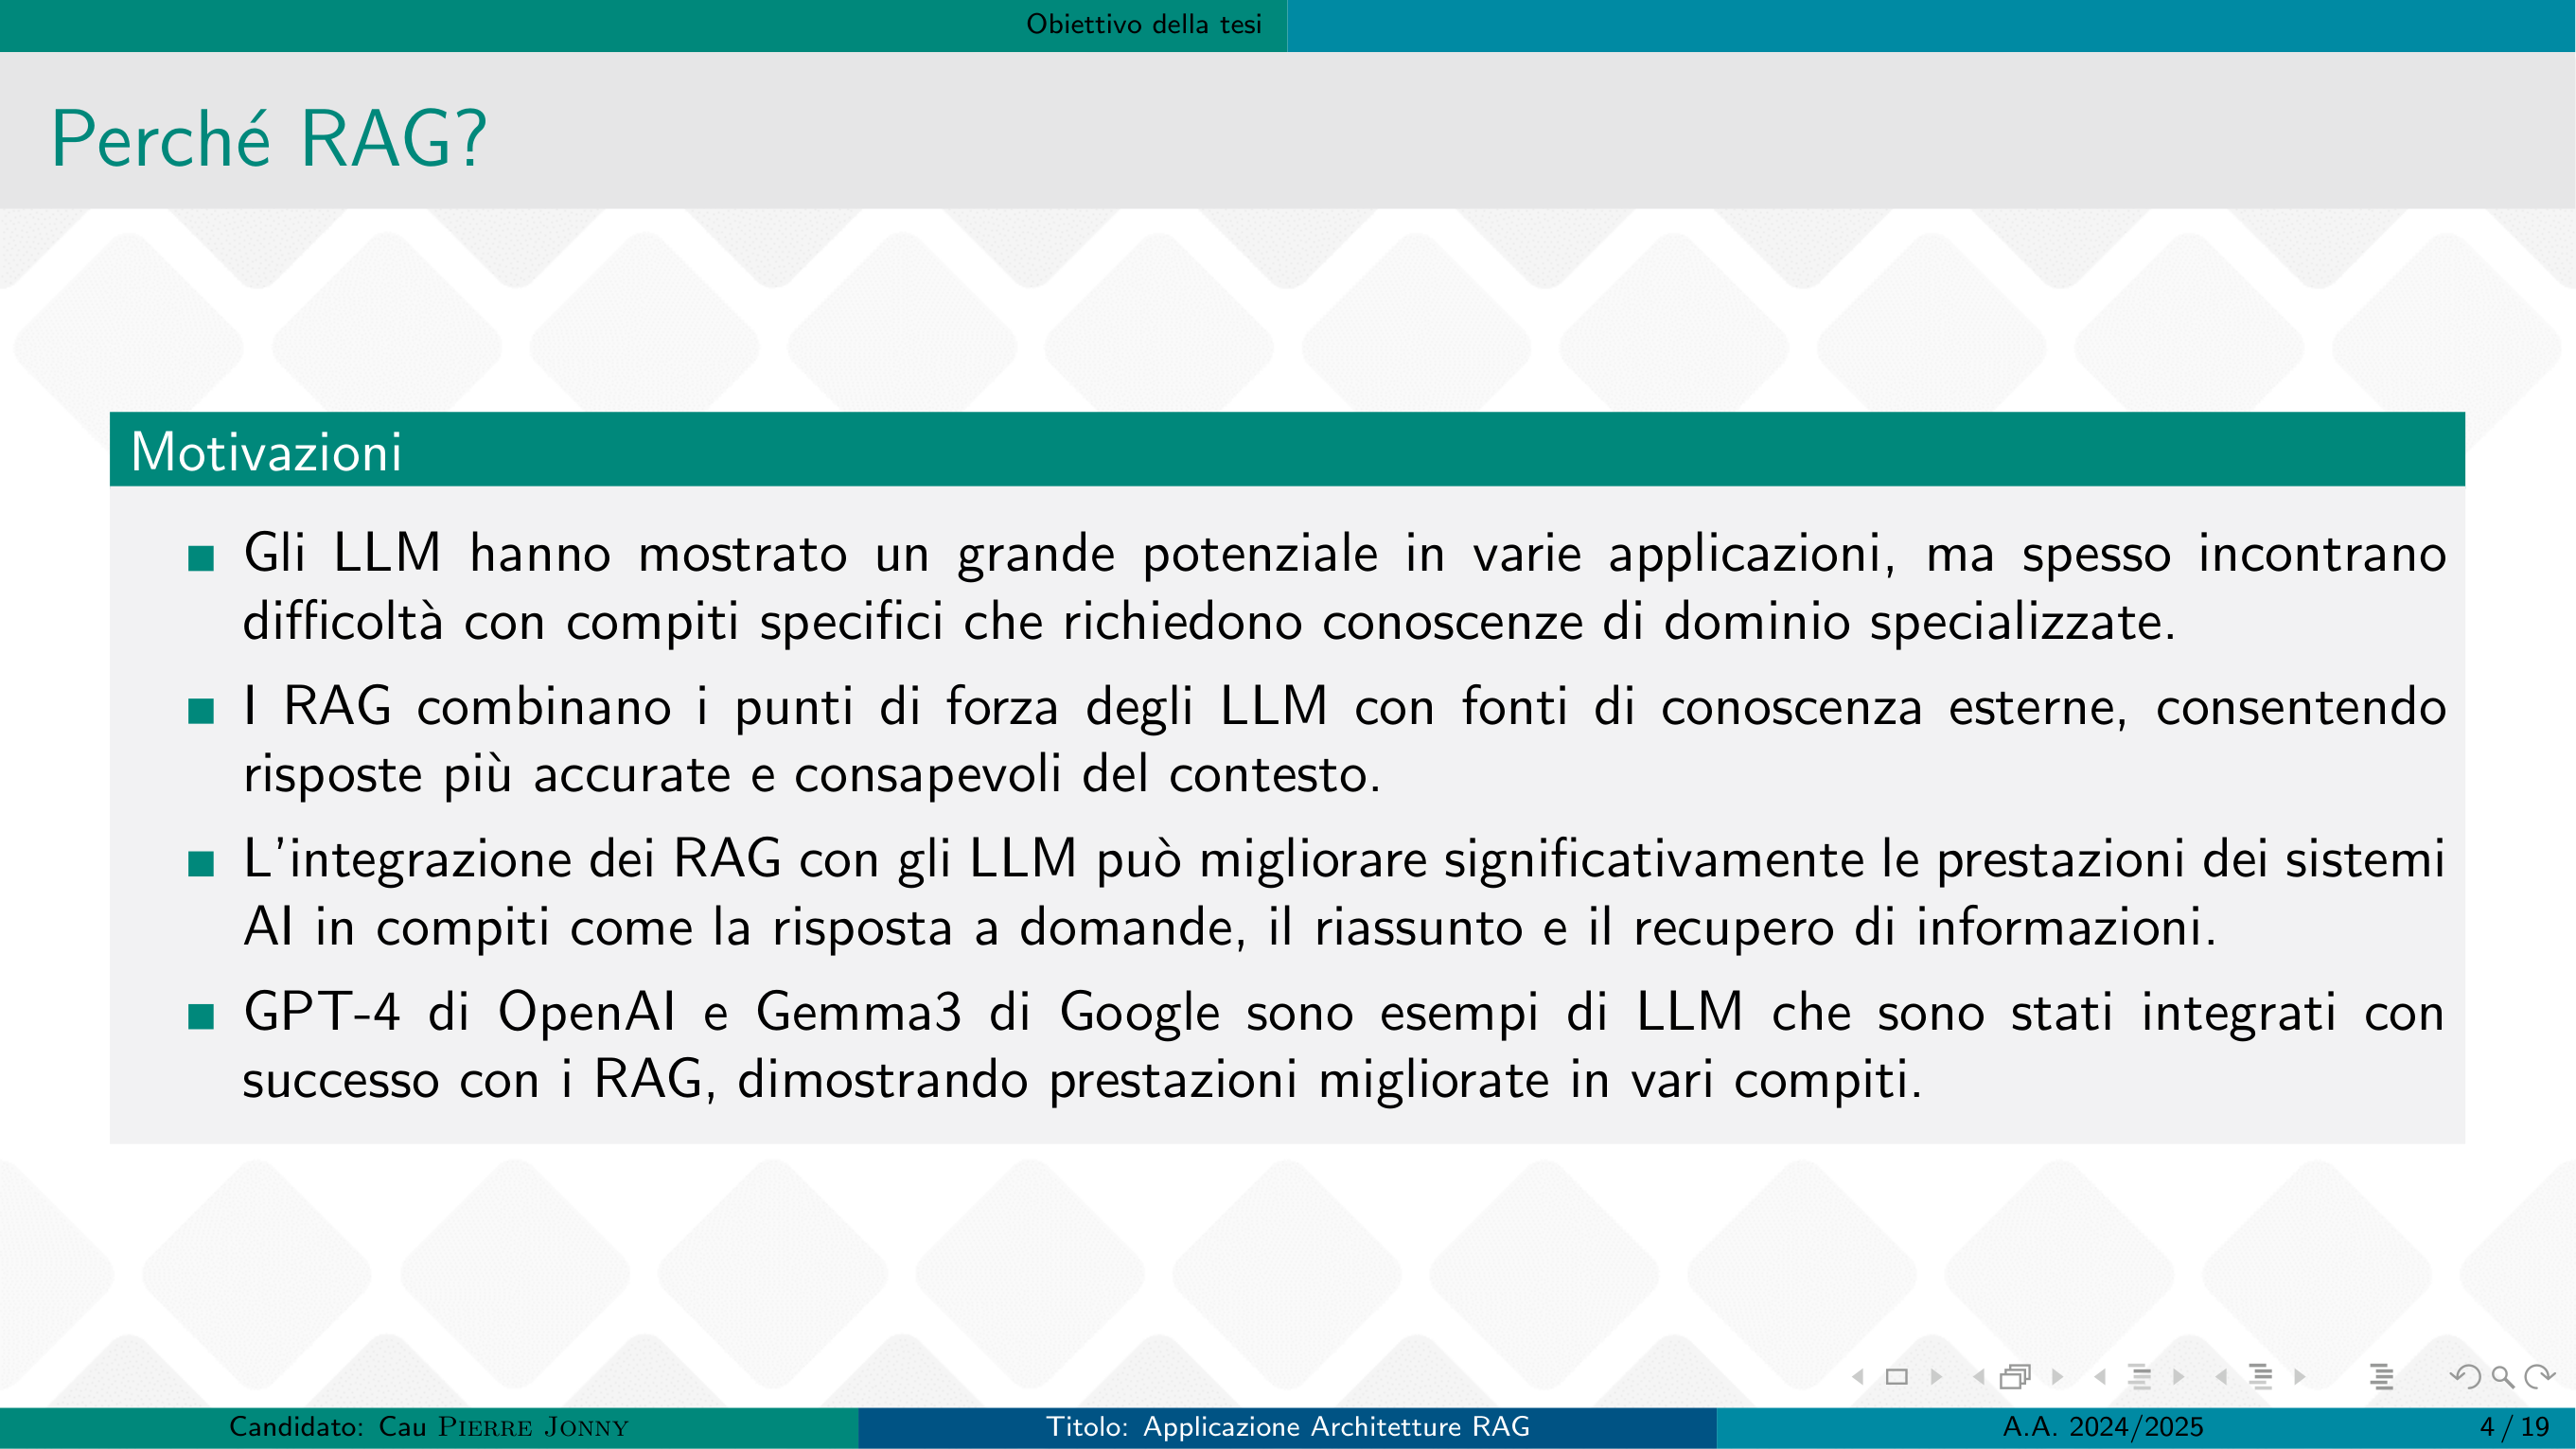 Obiettivo della tesi
Perché RAG?
Motivazioni
Gli LLM hanno mostrato un grande potenziale in varie applicazioni, ma spesso incontrano
difficoltà con compiti specifici che richiedono conoscenze di dominio specializzate.
I RAG combinano i punti di forza degli LLM con fonti di conoscenza esterne, consentendo
risposte più accurate e consapevoli del contesto.
L'integrazione dei RAG con gli LLM può migliorare significativamente le prestazioni dei sistemi
AI in compiti come la risposta a domande, il riassunto e il recupero di informazioni.
GPT-4 di OpenAI e Gemma3 di Google sono esempi di LLM che sono stati integrati con
successo con i RAG, dimostrando prestazioni migliorate in vari compiti.
Candidato: Cau Pierre Jonny
Titolo: Applicazione Architetture RAG
A.A. 2024/2025
4 / 19